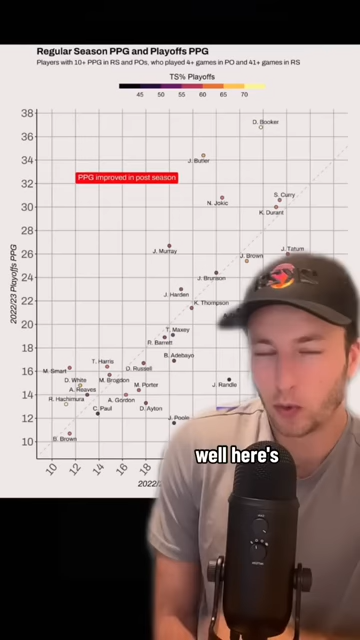 Regular Season PPG and Playoffs PPG
Players with 10+ PPG in RS and POs, who played 4+ games in PO and 41+ games in RS
TS% Playoffs
45 50 55 60 65 70
38
D. Booker
36
34
J. Butler
PPG improved in post season
32
S. Curry
30
N. Jokic
K. Durant
28
J. Murray
J. Tatum
26
J. Brown
24
J. Brunson
J. Harden
22
K. Thompson
20
T. Maxey
R. Barrett
18
B. Adebayo
T. Harris
D. Russell
M. Smart
16
D. White
M. Brogdon
J. Randle
A. Reaves
M. Porter
14
R. Hachimura
A. Gordon
C. Paul
D. Ayton
12
J. Poole
10
B. Brown
2022/23 Playoffs PPG
10 12 14 16 18
well here's